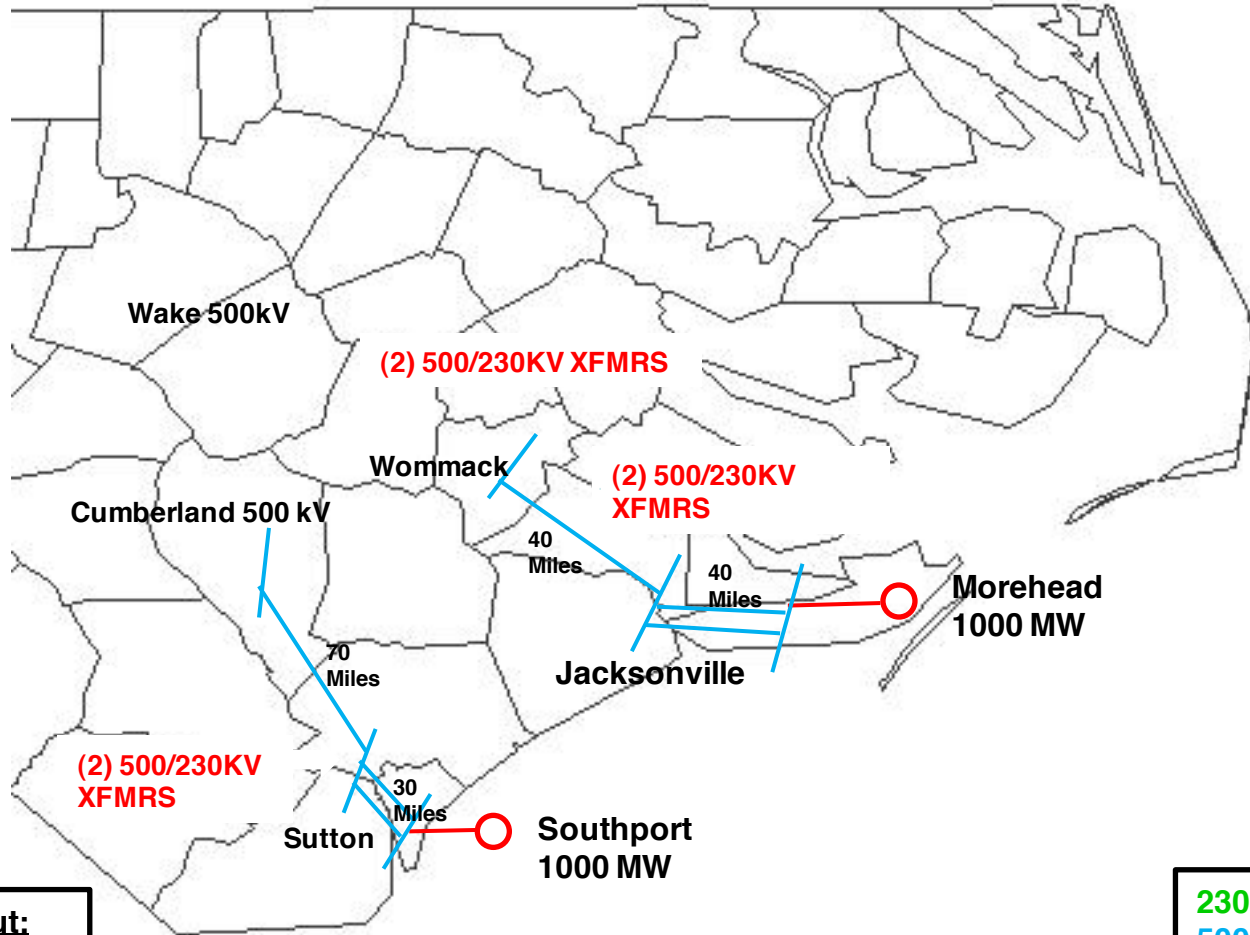 Wake 500kV
(2) 500/230KV XFMRS
Wommack
(2) 500/230KV
XFMRS
Cumberland 500 kV
40
Miles
40
Miles
Morehead
1000 MW
70
Miles
Jacksonville
(2) 500/230KV
XFMRS
30
Miles
Sutton
Southport
1000 MW
230